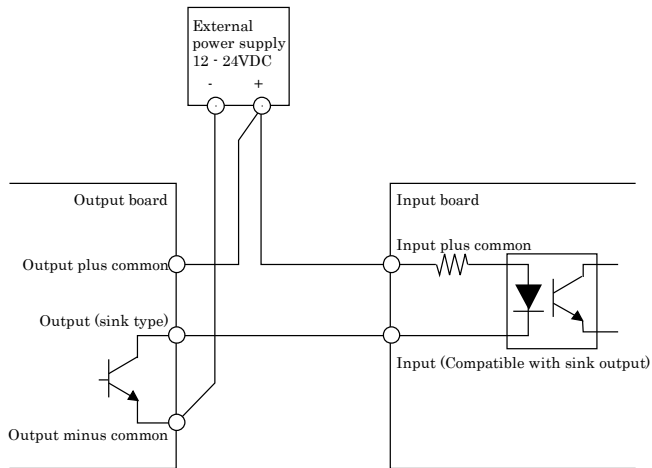 External
power supply
12 - 24VDC
- +
Output board
Input board
Input plus common
Output plus common
Output (sink type)
Input (Compatible with sink output)
Output minus common